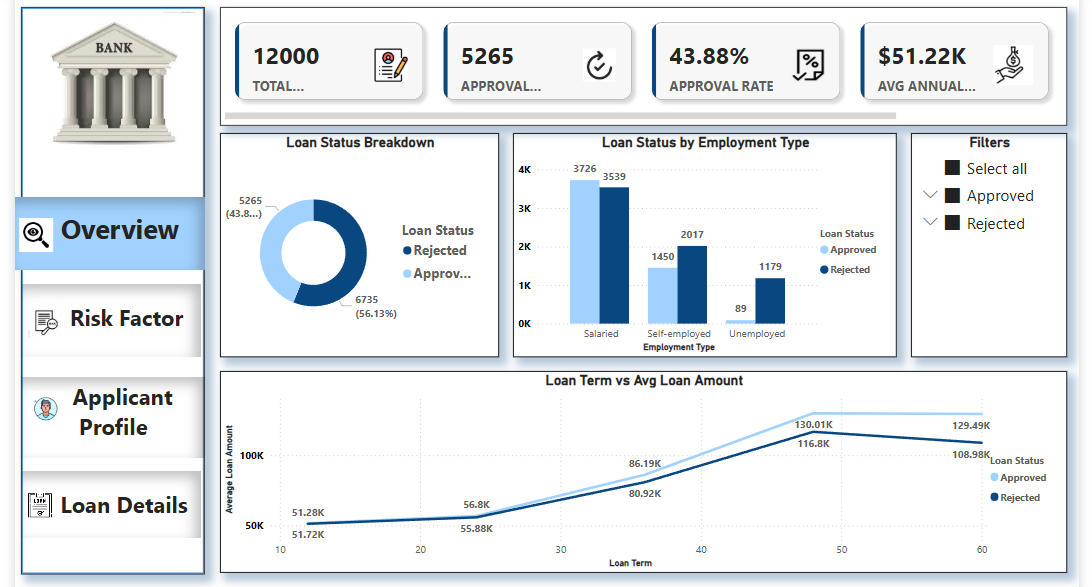 BANK
Overview
Risk Factor
Applicant
Profile
Loan Details
12000
TOTAL...
5265
APPROVAL...
43.88%
APPROVAL RATE
%
$51.22K
AVG ANNUAL...
$
Loan Status Breakdown
5265
(43.8...)
6735
(56.13%)
Loan Status
Rejected
Approv...
Loan Status by Employment Type
4K
3K
2K
1K
0K
3726
3539
1450
2017
89
1179
Salaried
Self-employed
Unemployed
Employment Type
Loan Status
Approved
Rejected
Filters
Select all
Approved
Rejected
Loan Term vs Avg Loan Amount
Average Loan Amount
100K
50K
51.28K
51.72K
56.8K
55.88K
86.19K
80.92K
130.01K
116.8K
129.49K
108.98K
10
20
30
40
50
60
Loan Term
Loan Status
Approved
Rejected